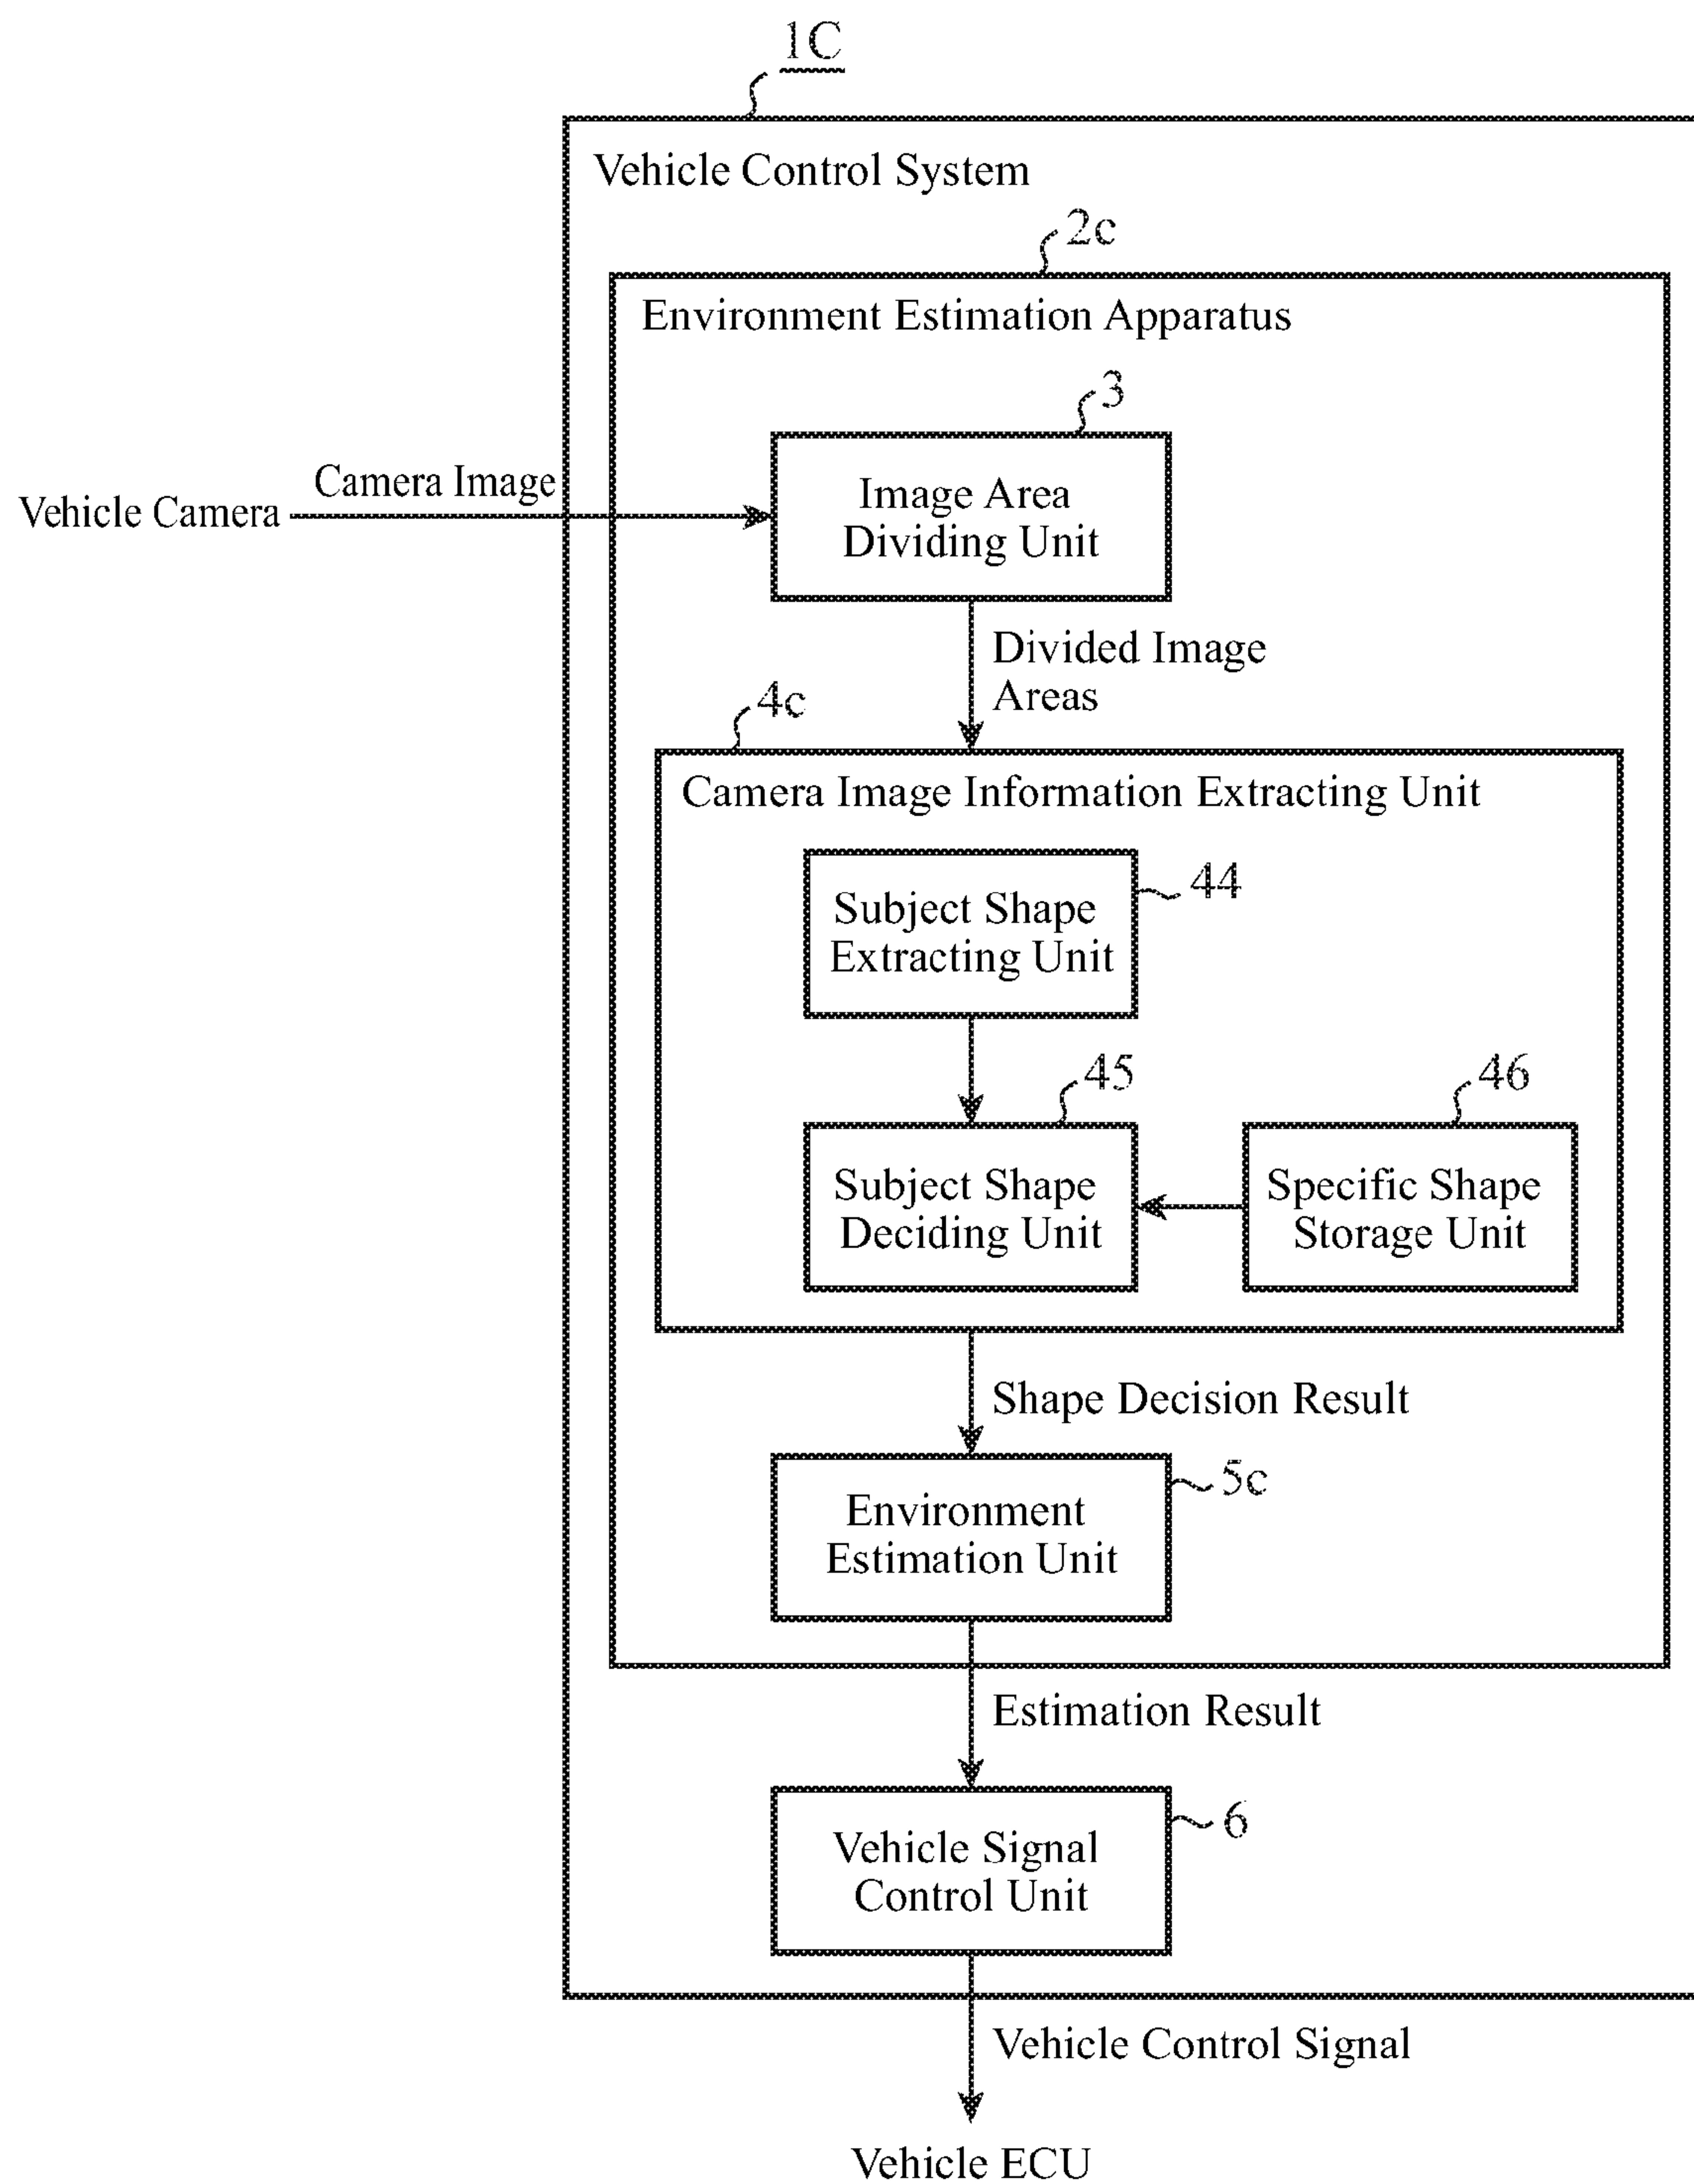 1C
Vehicle Control System
2c
Environment Estimation Apparatus
3
Camera Image
Vehicle Camera
Image Area
Dividing Unit
Divided Image
Areas
4c
Camera Image Information Extracting Unit
44
Subject Shape
Extracting Unit
45
46
Subject Shape
Deciding Unit
Specific Shape
Storage Unit
Shape Decision Result
5c
Environment
Estimation Unit
Estimation Result
6
Vehicle Signal
Control Unit
Vehicle Control Signal
Vehicle ECU